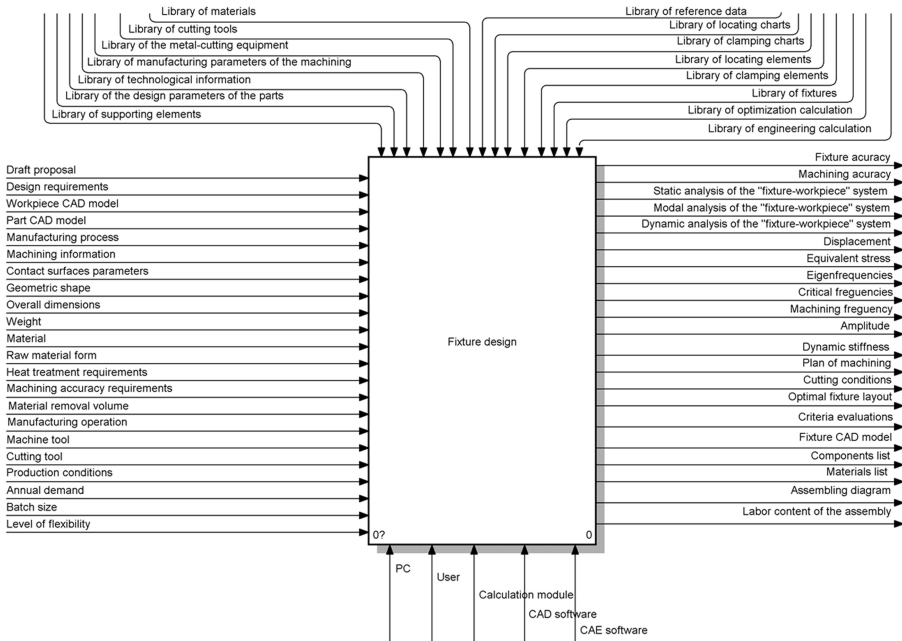 Library of materials
Library of cutting tools
Library of the metal-cutting equipment
Library of manufacturing parameters of the machining
Library of technological information
Library of the design parameters of the parts
Library of supporting elements
Library of reference data
Library of locating charts
Library of clamping charts
Library of locating elements
Library of clamping elements
Library of fixtures
Library of optimization calculation
Library of engineering calculation
Draft proposal
Design requirements
Workpiece CAD model
Part CAD model
Manufacturing process
Machining information
Contact surfaces parameters
Geometric shape
Overall dimensions
Weight
Material
Raw material form
Heat treatment requirements
Machining accuracy requirements
Material removal volume
Manufacturing operation
Machine tool
Cutting tool
Production conditions
Annual demand
Batch size
Level of flexibility
Fixture design
0?
0
Fixture acuracy
Machining acuracy
Static analysis of the "fixture-workpiece" system
Modal analysis of the "fixture-workpiece" system
Dynamic analysis of the "fixture-workpiece" system
Displacement
Equivalent stress
Eigenfrequencies
Critical freguencies
Machining freguency
Amplitude
Dynamic stiffness
Plan of machining
Cutting conditions
Optimal fixture layout
Criteria evaluations
Fixture CAD model
Components list
Materials list
Assembling diagram
Labor content of the assembly
PC
User
Calculation module
CAD software
CAE software